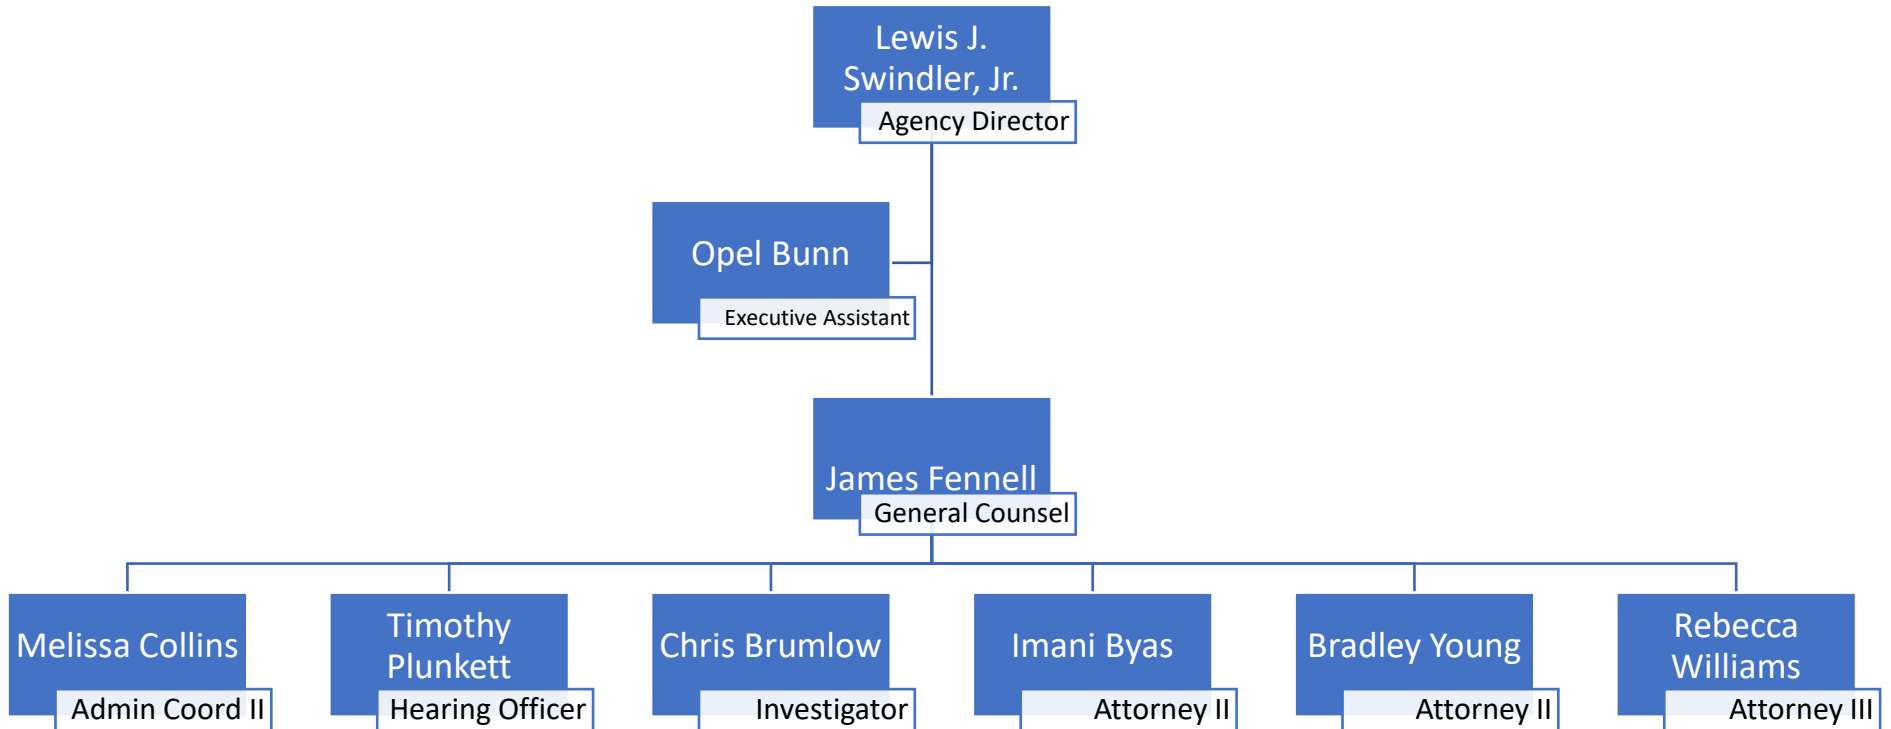 Lewis J.
Swindler, Jr.
Agency Director
Opel Bunn
Executive Assistant
James Fennell
General Counsel
Melissa Collins
Admin Coord II
Timothy
Plunkett
Hearing Officer
Chris Brumlow
Investigator
Imani Byas
Attorney II
Bradley Young
Attorney II
Rebecca
Williams
Attorney III